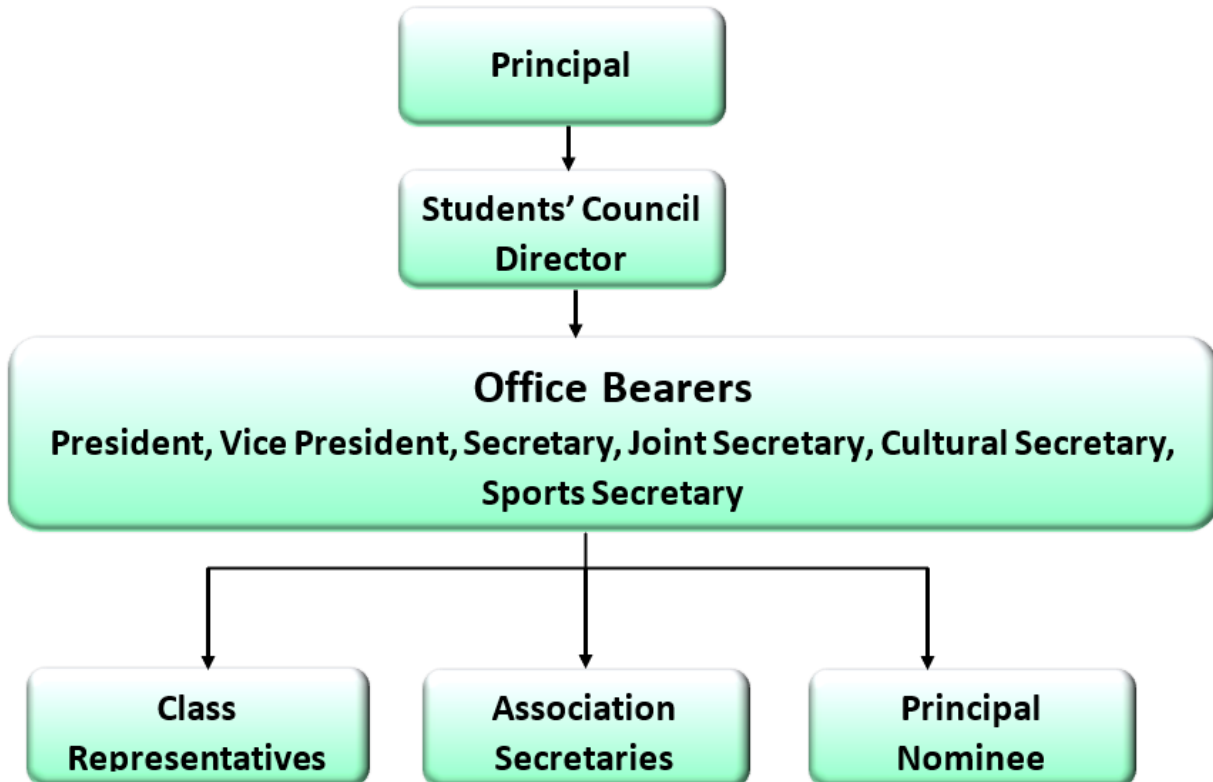 Principal
Students’ Council
Director
Office Bearers
President, Vice President, Secretary, Joint Secretary, Cultural Secretary,
Sports Secretary
Class
Representatives
Association
Secretaries
Principal
Nominee